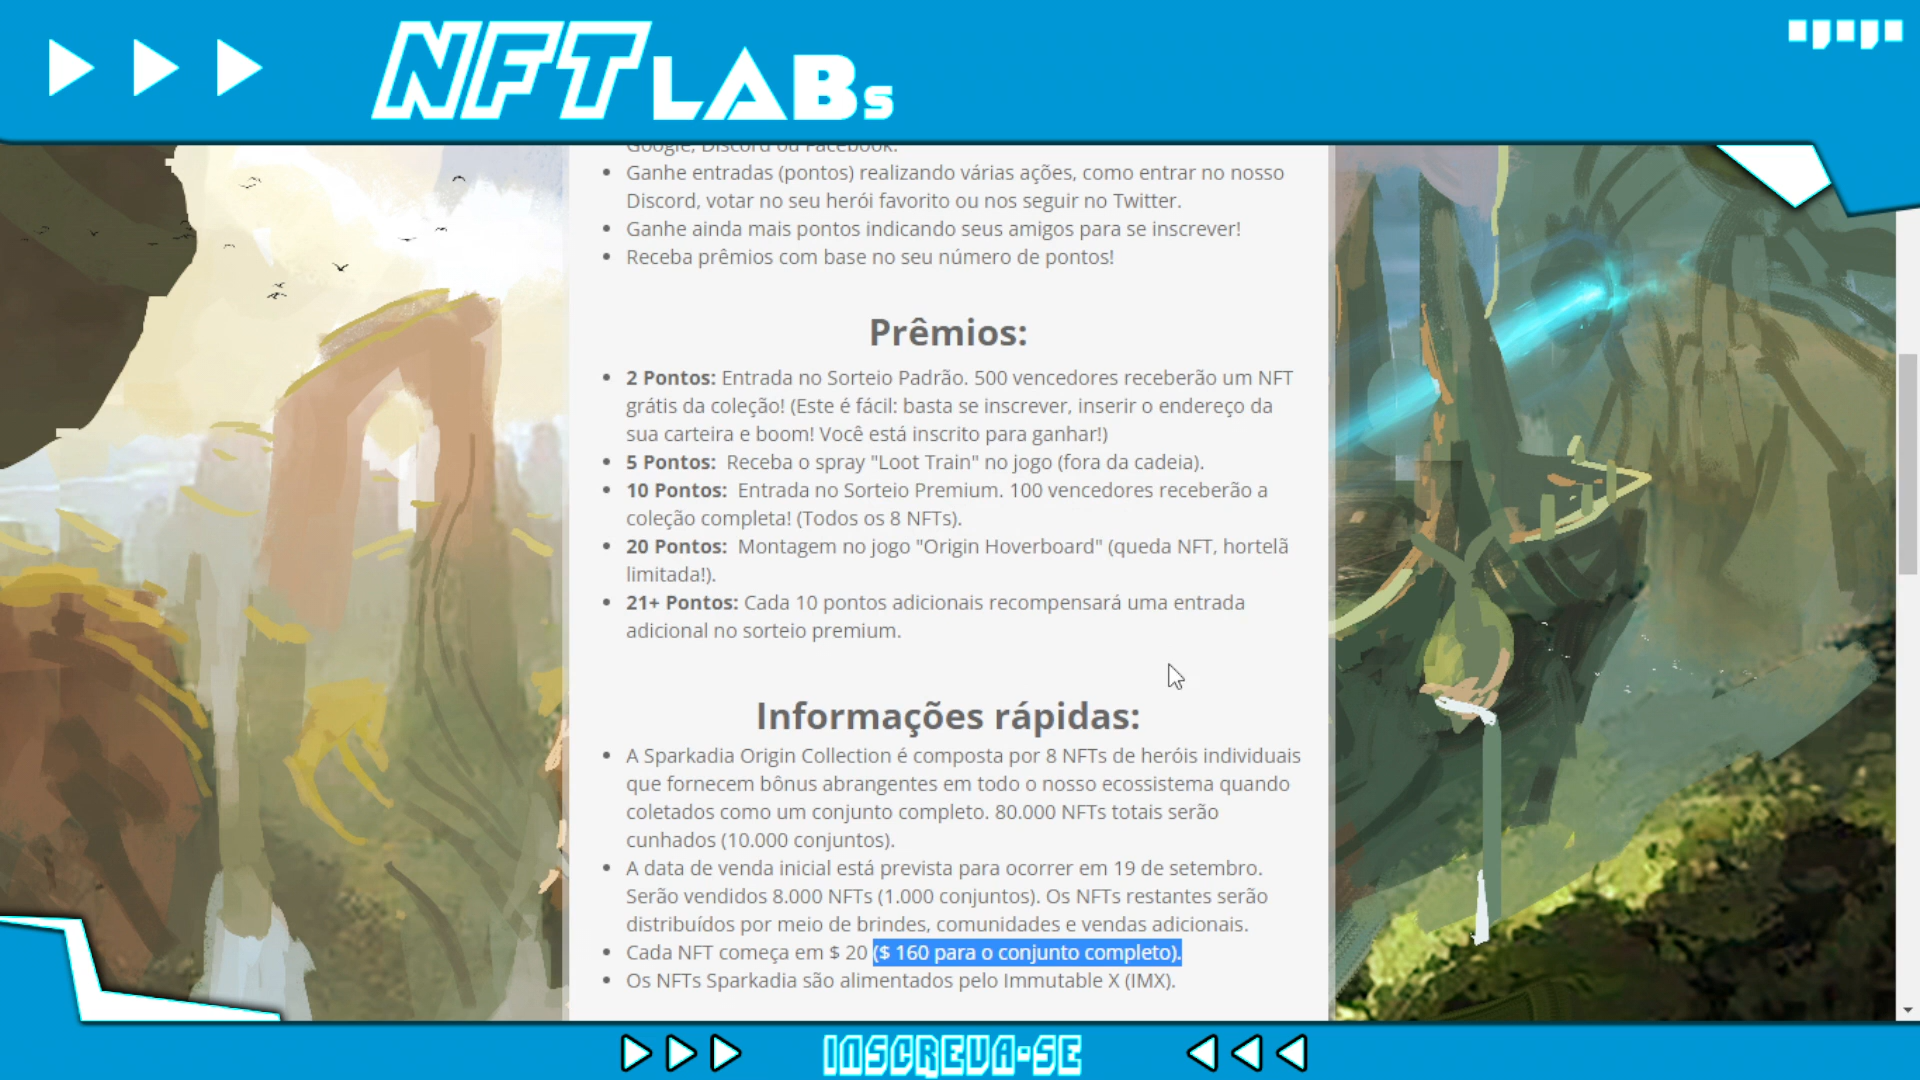 NFT LABs
Google, Discord ou Facebook.
• Ganhe entradas (pontos) realizando várias ações, como entrar no nosso
Discord, votar no seu herói favorito ou nos seguir no Twitter.
• Ganhe ainda mais pontos indicando seus amigos para se inscrever!
• Receba prêmios com base no seu número de pontos!
Prêmios:
• 2 Pontos: Entrada no Sorteio Padrão. 500 vencedores receberão um NFT
grátis da coleção! (Este é fácil: basta se inscrever, inserir o endereço da
sua carteira e boom! Você está inscrito para ganhar!)
• 5 Pontos: Receba o spray "Loot Train" no jogo (fora da cadeia).
• 10 Pontos: Entrada no Sorteio Premium. 100 vencedores receberão a
coleção completa! (Todos os 8 NFTs).
• 20 Pontos: Montagem no jogo "Origin Hoverboard" (queda NFT, hortelã
limitada!).
• 21+ Pontos: Cada 10 pontos adicionais recompensará uma entrada
adicional no sorteio premium.
Informações rápidas:
• A Sparkadia Origin Collection é composta por 8 NFTs de heróis individuais
que fornecem bônus abrangentes em todo o nosso ecossistema quando
coletados como um conjunto completo. 80.000 NFTs totais serão
cunhados (10.000 conjuntos).
• A data de venda inicial está prevista para ocorrer em 19 de setembro.
Serão vendidos 8.000 NFTs (1.000 conjuntos). Os NFTs restantes serão
distribuídos por meio de brindes, comunidades e vendas adicionais.
• Cada NFT começa em $ 20 ($ 160 para o conjunto completo).
• Os NFTs Sparkadia são alimentados pelo Immutable X (IMX).
INSCREVA-SE